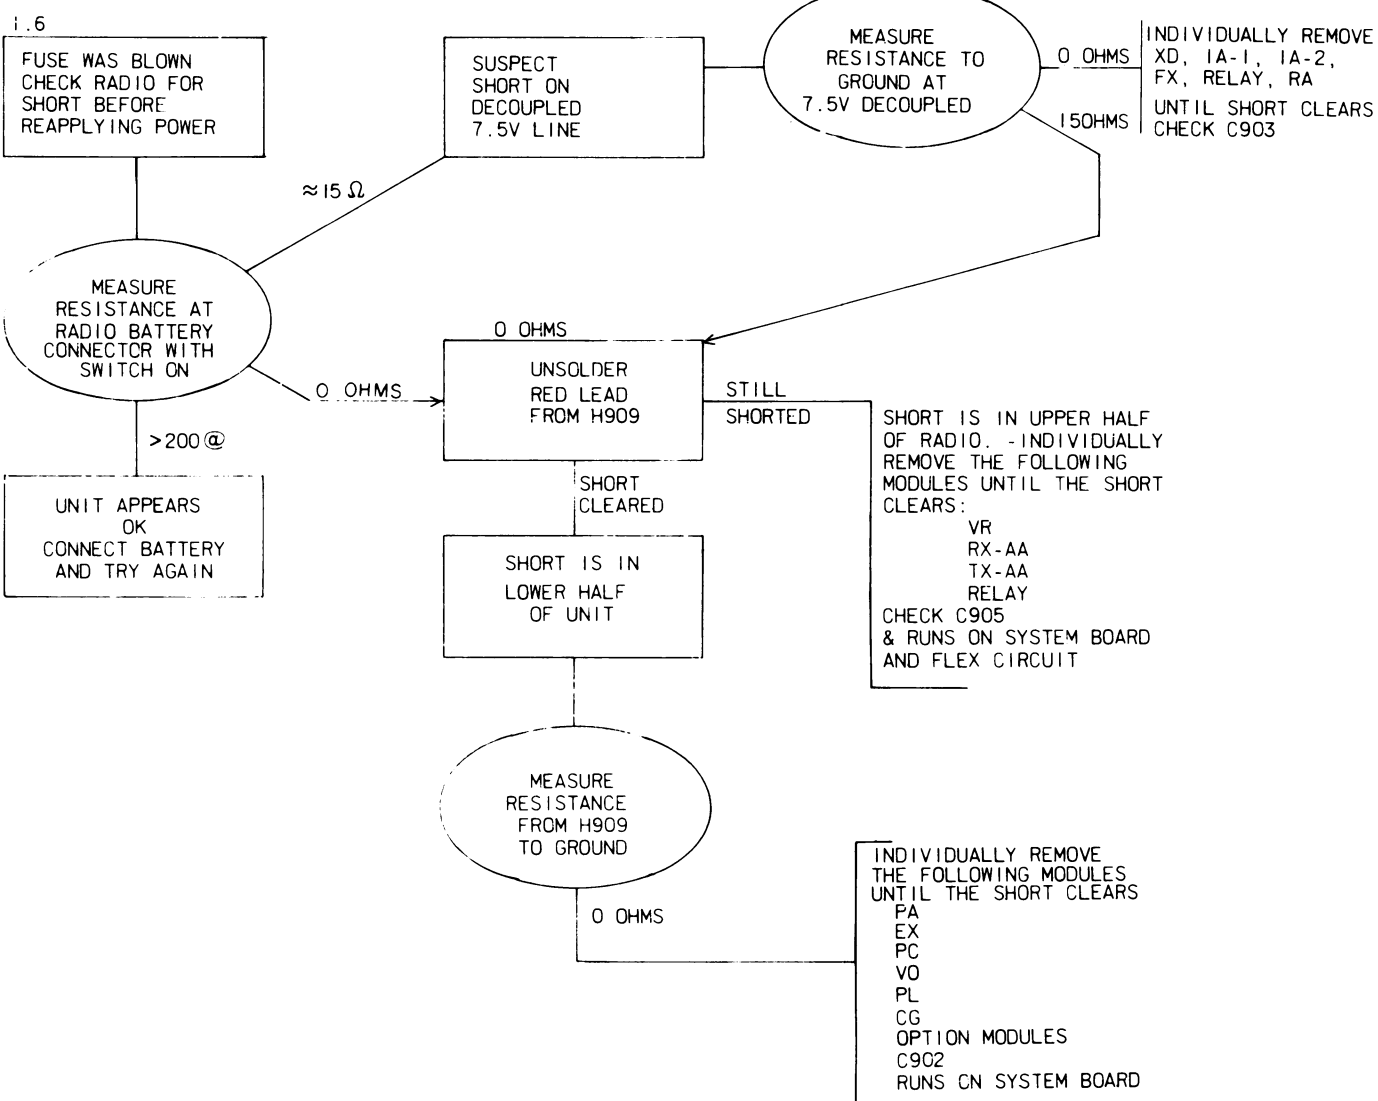 1.6
FUSE WAS BLOWN
CHECK RADIO FOR
SHORT BEFORE
REAPPLYING POWER
SUSPECT
SHORT ON
DECOUPLED
7.5V LINE
MEASURE
RESISTANCE TO
GROUND AT
7.5V DECOUPLED
0 OHMS
INDIVIDUALLY REMOVE
XD, IA-1, IA-2,
FX, RELAY, RA
UNTIL SHORT CLEARS
CHECK C903
150HMS
≈15 Ω
MEASURE
RESISTANCE AT
RADIO BATTERY
CONNECTOR WITH
SWITCH ON
0 OHMS
0 OHMS
UNSOLDER
RED LEAD
FROM H909
STILL
SHORTED
>200@
UNIT APPEARS
OK
CONNECT BATTERY
AND TRY AGAIN
SHORT
CLEARED
SHORT IS IN
LOWER HALF
OF UNIT
SHORT IS IN UPPER HALF
OF RADIO. -INDIVIDUALLY
REMOVE THE FOLLOWING
MODULES UNTIL THE SHORT
CLEARS:
VR
RX-AA
TX-AA
RELAY
CHECK C905
& RUNS ON SYSTEM BOARD
AND FLEX CIRCUIT
MEASURE
RESISTANCE
FROM H909
TO GROUND
0 OHMS
INDIVIDUALLY REMOVE
THE FOLLOWING MODULES
UNTIL THE SHORT CLEARS
PA
EX
PC
VO
PL
CG
OPTION MODULES
C902
RUNS ON SYSTEM BOARD